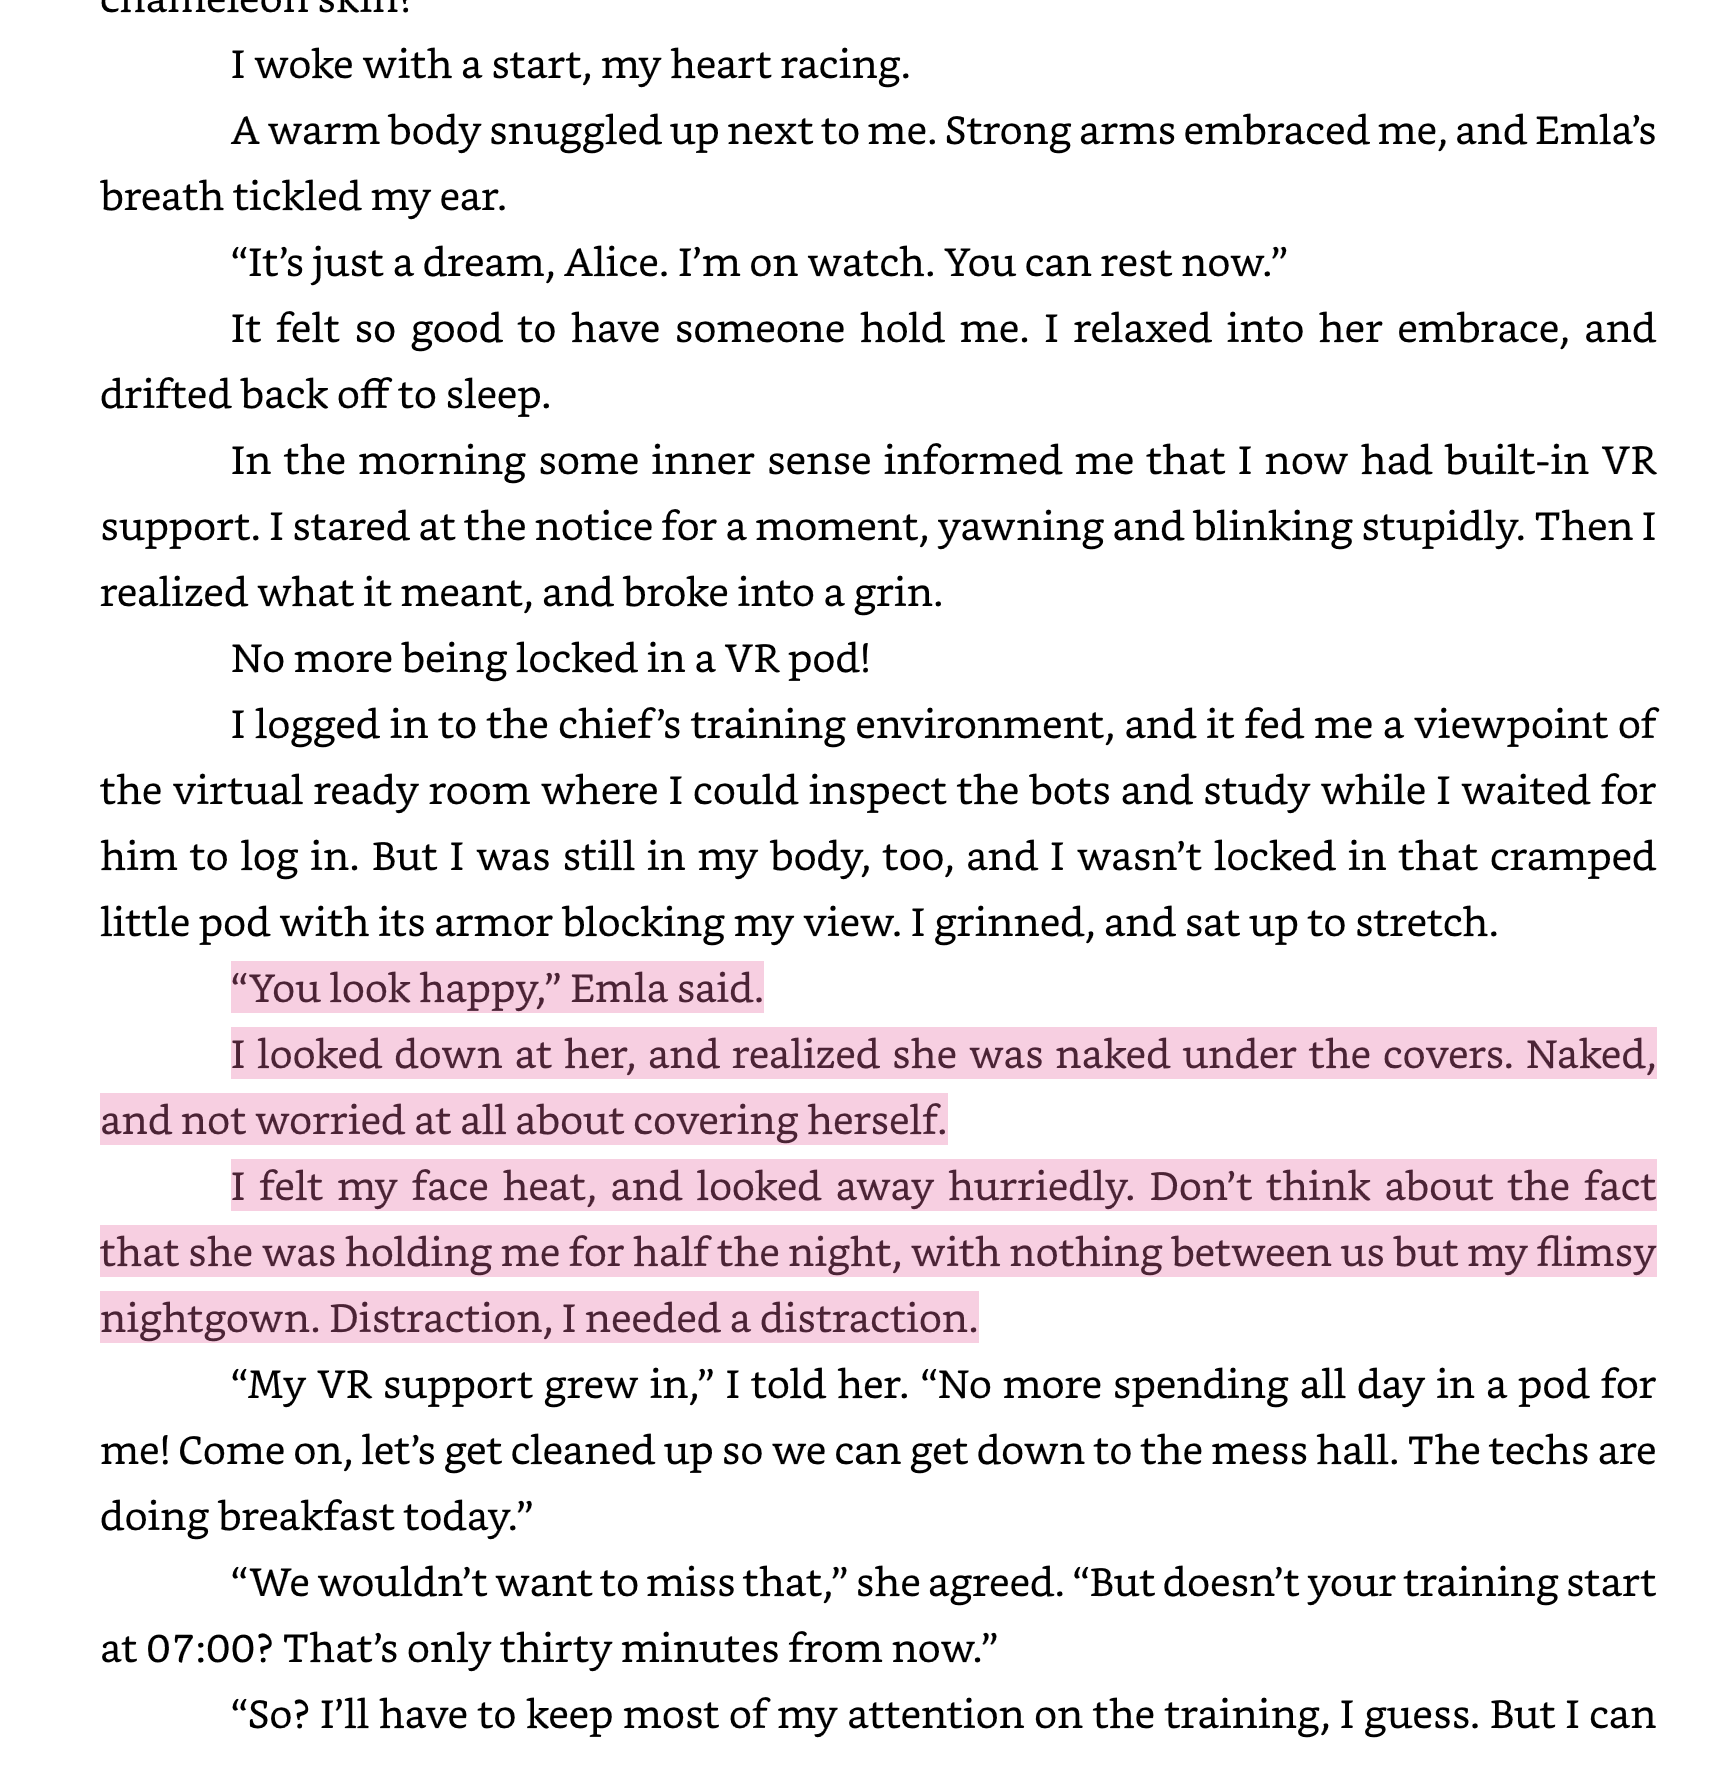 chameleon skin?
I woke with a start, my heart racing.
A warm body snuggled up next to me. Strong arms embraced me, and Emla’s
breath tickled my ear.
“It’s just a dream, Alice. I’m on watch. You can rest now.”
It felt so good to have someone hold me. I relaxed into her embrace, and
drifted back off to sleep.
In the morning some inner sense informed me that I now had built-in VR
support. I stared at the notice for a moment, yawning and blinking stupidly. Then I
realized what it meant, and broke into a grin.
No more being locked in a VR pod!
I logged in to the chief’s training environment, and it fed me a viewpoint of
the virtual ready room where I could inspect the bots and study while I waited for
him to log in. But I was still in my body, too, and I wasn’t locked in that cramped
little pod with its armor blocking my view. I grinned, and sat up to stretch.
“You look happy,” Emla said.
I looked down at her, and realized she was naked under the covers. Naked,
and not worried at all about covering herself.
I felt my face heat, and looked away hurriedly. Don’t think about the fact
that she was holding me for half the night, with nothing between us but my flimsy
nightgown. Distraction, I needed a distraction.
“My VR support grew in,” I told her. “No more spending all day in a pod for
me! Come on, let’s get cleaned up so we can get down to the mess hall. The techs are
doing breakfast today.”
“We wouldn’t want to miss that,” she agreed. “But doesn’t your training start
at 07:00? That’s only thirty minutes from now.”
“So? I’ll have to keep most of my attention on the training, I guess. But I can